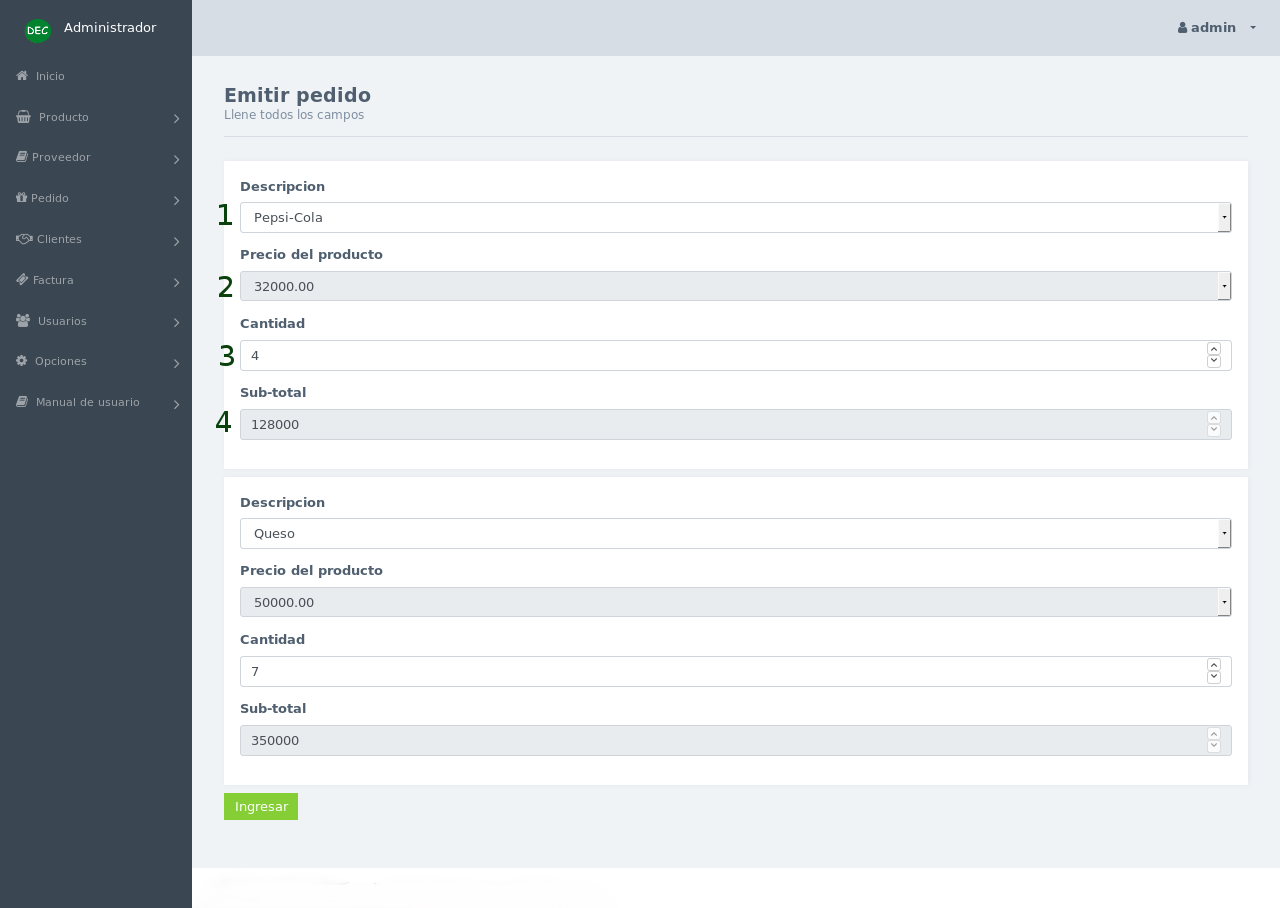 DEC Administrador
admin
Inicio
Producto
Proveedor
Pedido
Clientes
Factura
Usuarios
Opciones
Manual de usuario
Emitir pedido
Llene todos los campos
Descripcion
1 Pepsi-Cola
Precio del producto
2 32000.00
Cantidad
3 4
Sub-total
4 128000
Descripcion
Queso
Precio del producto
50000.00
Cantidad
7
Sub-total
350000
Ingresar